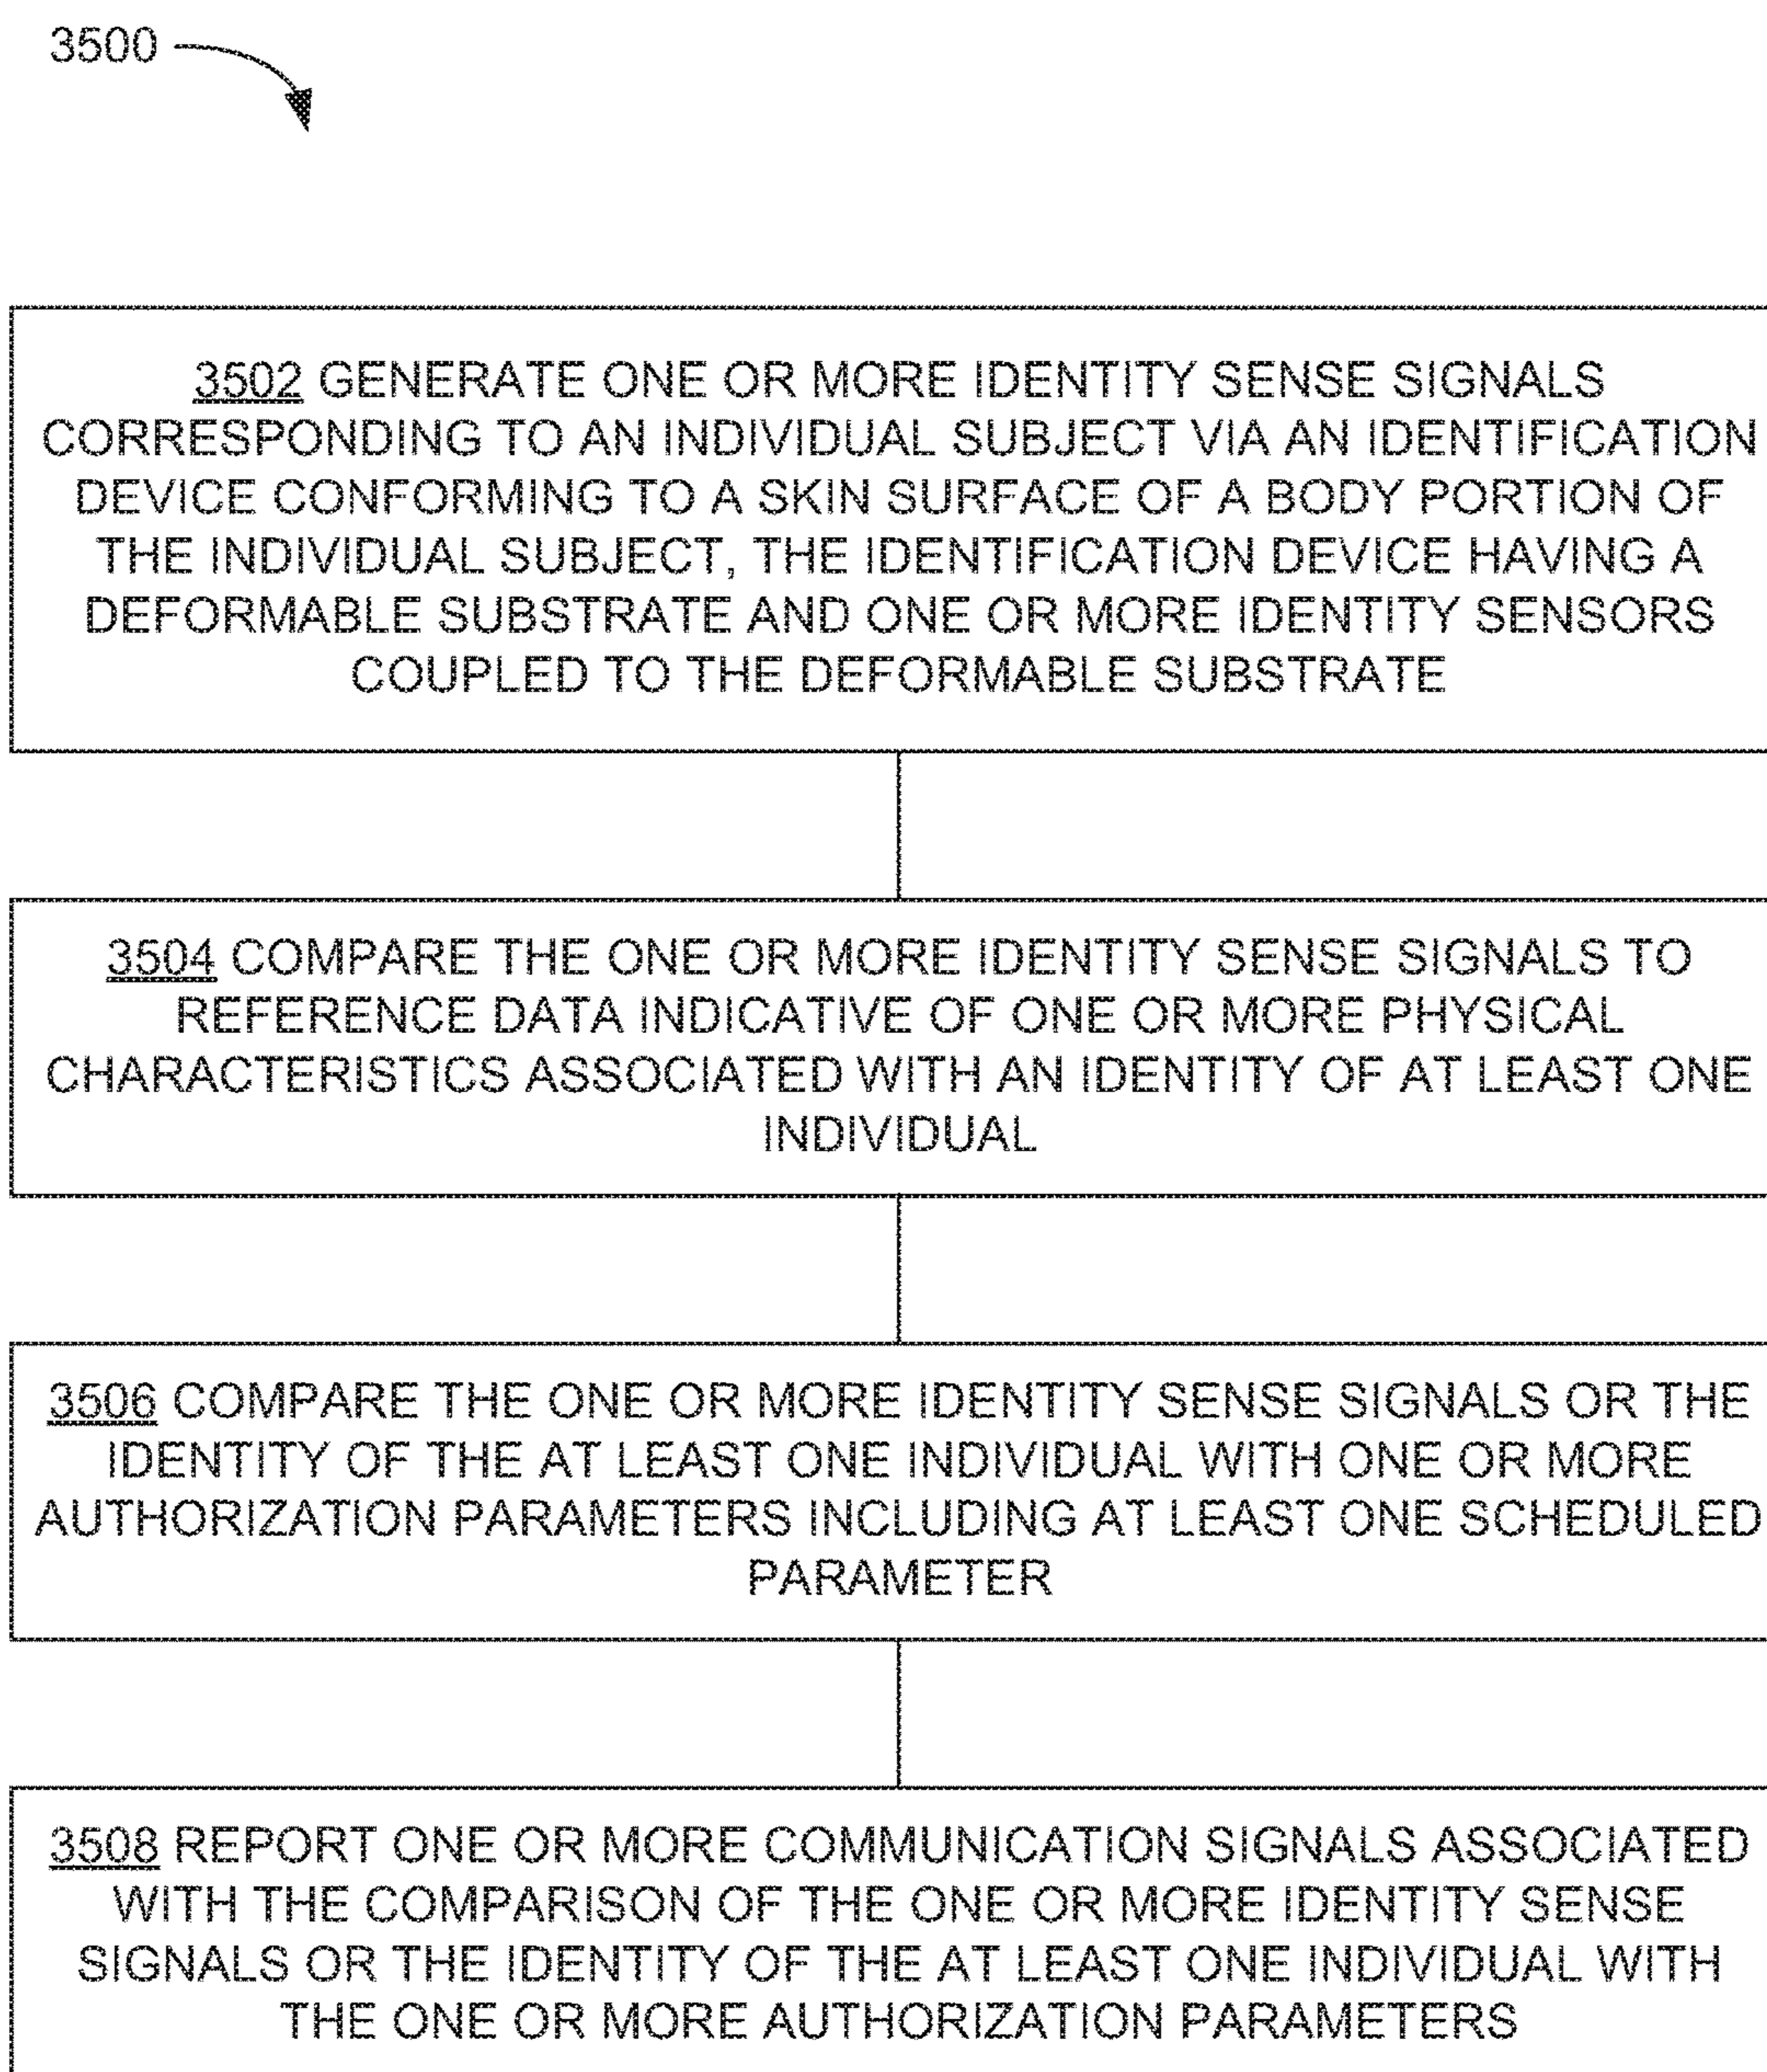 3500
3502 GENERATE ONE OR MORE IDENTITY SENSE SIGNALS
CORRESPONDING TO AN INDIVIDUAL SUBJECT VIA AN IDENTIFICATION
DEVICE CONFORMING TO A SKIN SURFACE OF A BODY PORTION OF
THE INDIVIDUAL SUBJECT, THE IDENTIFICATION DEVICE HAVING A
DEFORMABLE SUBSTRATE AND ONE OR MORE IDENTITY SENSORS
COUPLED TO THE DEFORMABLE SUBSTRATE
3504 COMPARE THE ONE OR MORE IDENTITY SENSE SIGNALS TO
REFERENCE DATA INDICATIVE OF ONE OR MORE PHYSICAL
CHARACTERISTICS ASSOCIATED WITH AN IDENTITY OF AT LEAST ONE
INDIVIDUAL
3506 COMPARE THE ONE OR MORE IDENTITY SENSE SIGNALS OR THE
IDENTITY OF THE AT LEAST ONE INDIVIDUAL WITH ONE OR MORE
AUTHORIZATION PARAMETERS INCLUDING AT LEAST ONE SCHEDULED
PARAMETER
3508 REPORT ONE OR MORE COMMUNICATION SIGNALS ASSOCIATED
WITH THE COMPARISON OF THE ONE OR MORE IDENTITY SENSE
SIGNALS OR THE IDENTITY OF THE AT LEAST ONE INDIVIDUAL WITH
THE ONE OR MORE AUTHORIZATION PARAMETERS